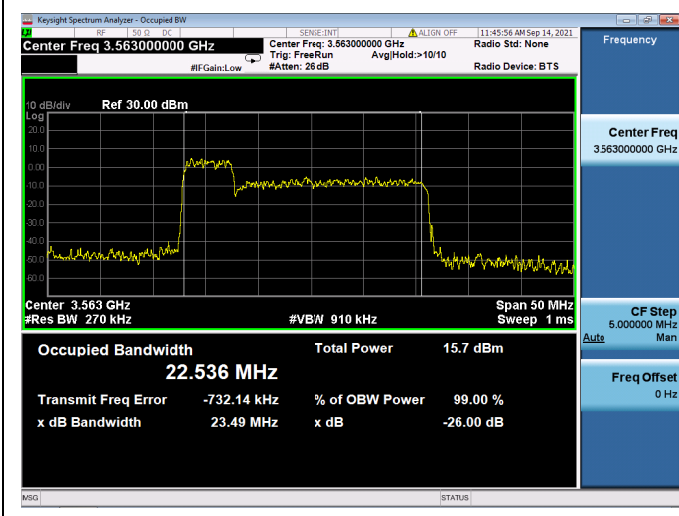 Keysight Spectrum Analyzer - Occupied BW
RF 50 Ω DC SENSE:INT ALIGN OFF 11:45:56 AM Sep 14, 2021
Center Freq 3.563000000 GHz Center Freq: 3.563000000 GHz Radio Std: None Frequency
Trig: FreeRun Avg|Hold:>10/10
#IFGain:Low #Atten: 26 dB Radio Device: BTS
10 dB/div Ref 30.00 dBm
Log
20.0
10.0
0.00
-10.0
-20.0
-30.0
-40.0
-50.0
-60.0
Center Freq
3.563000000 GHz
Center 3.563 GHz Span 50 MHz
#Res BW 270 kHz #VBW 910 kHz Sweep 1 ms
CF Step
5.000000 MHz
Auto Man
Occupied Bandwidth Total Power 15.7 dBm
22.536 MHz
Transmit Freq Error -732.14 kHz % of OBW Power 99.00 %
x dB Bandwidth 23.49 MHz x dB -26.00 dB
Freq Offset
0 Hz
MSG STATUS